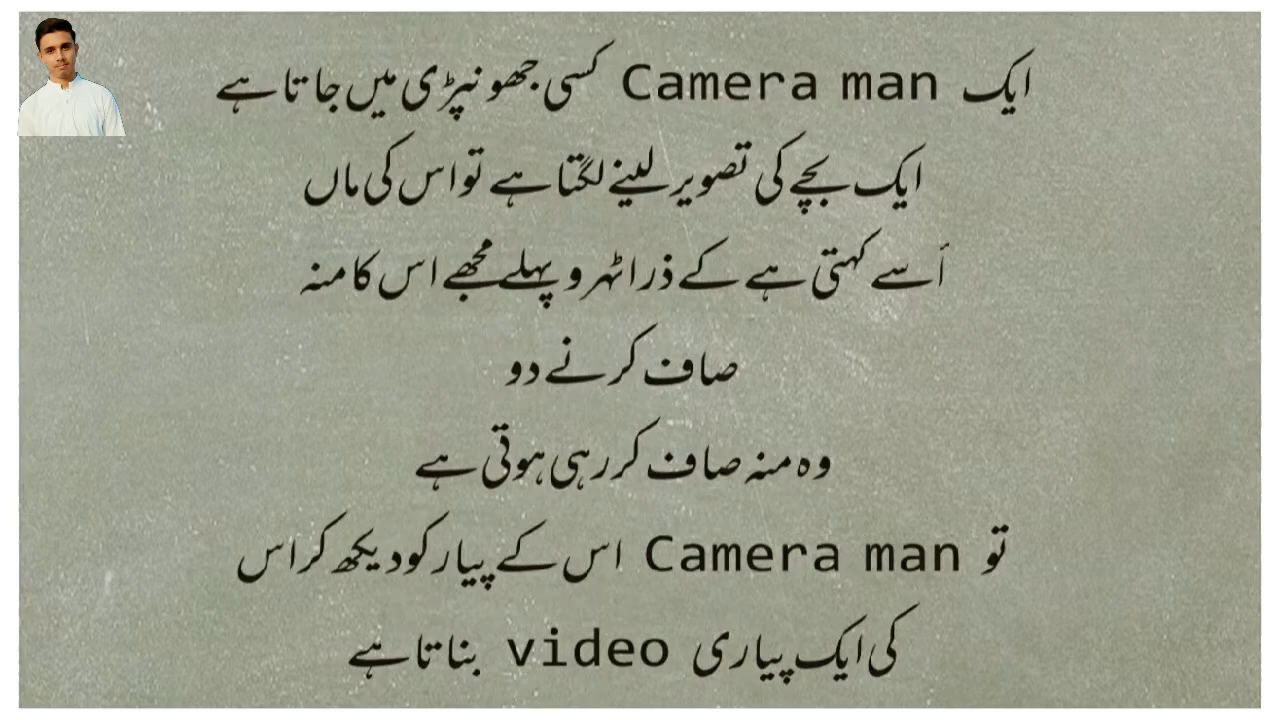 ایک Camera man کسی جھونپڑی میں جاتا ہے
ایک بچے کی تصویر لینے لگتا ہے تو اس کی ماں
اُسے کہتی ہے کے ذرا ٹہرو پہلے مجھے اس کا منہ
صاف کرنے دو
وہ منہ صاف کر رہی ہوتی ہے
تو Camera man اس کے پیار کو دیکھ کر اس
کی ایک پیاری video بناتا ہے